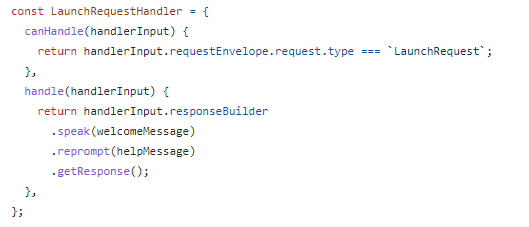 const LaunchRequestHandler = {
  canHandle(handlerInput) {
    return handlerInput.requestEnvelope.request.type === `LaunchRequest`;
  },
  handle(handlerInput) {
    return handlerInput.responseBuilder
      .speak(welcomeMessage)
      .reprompt(helpMessage)
      .getResponse();
  },
};